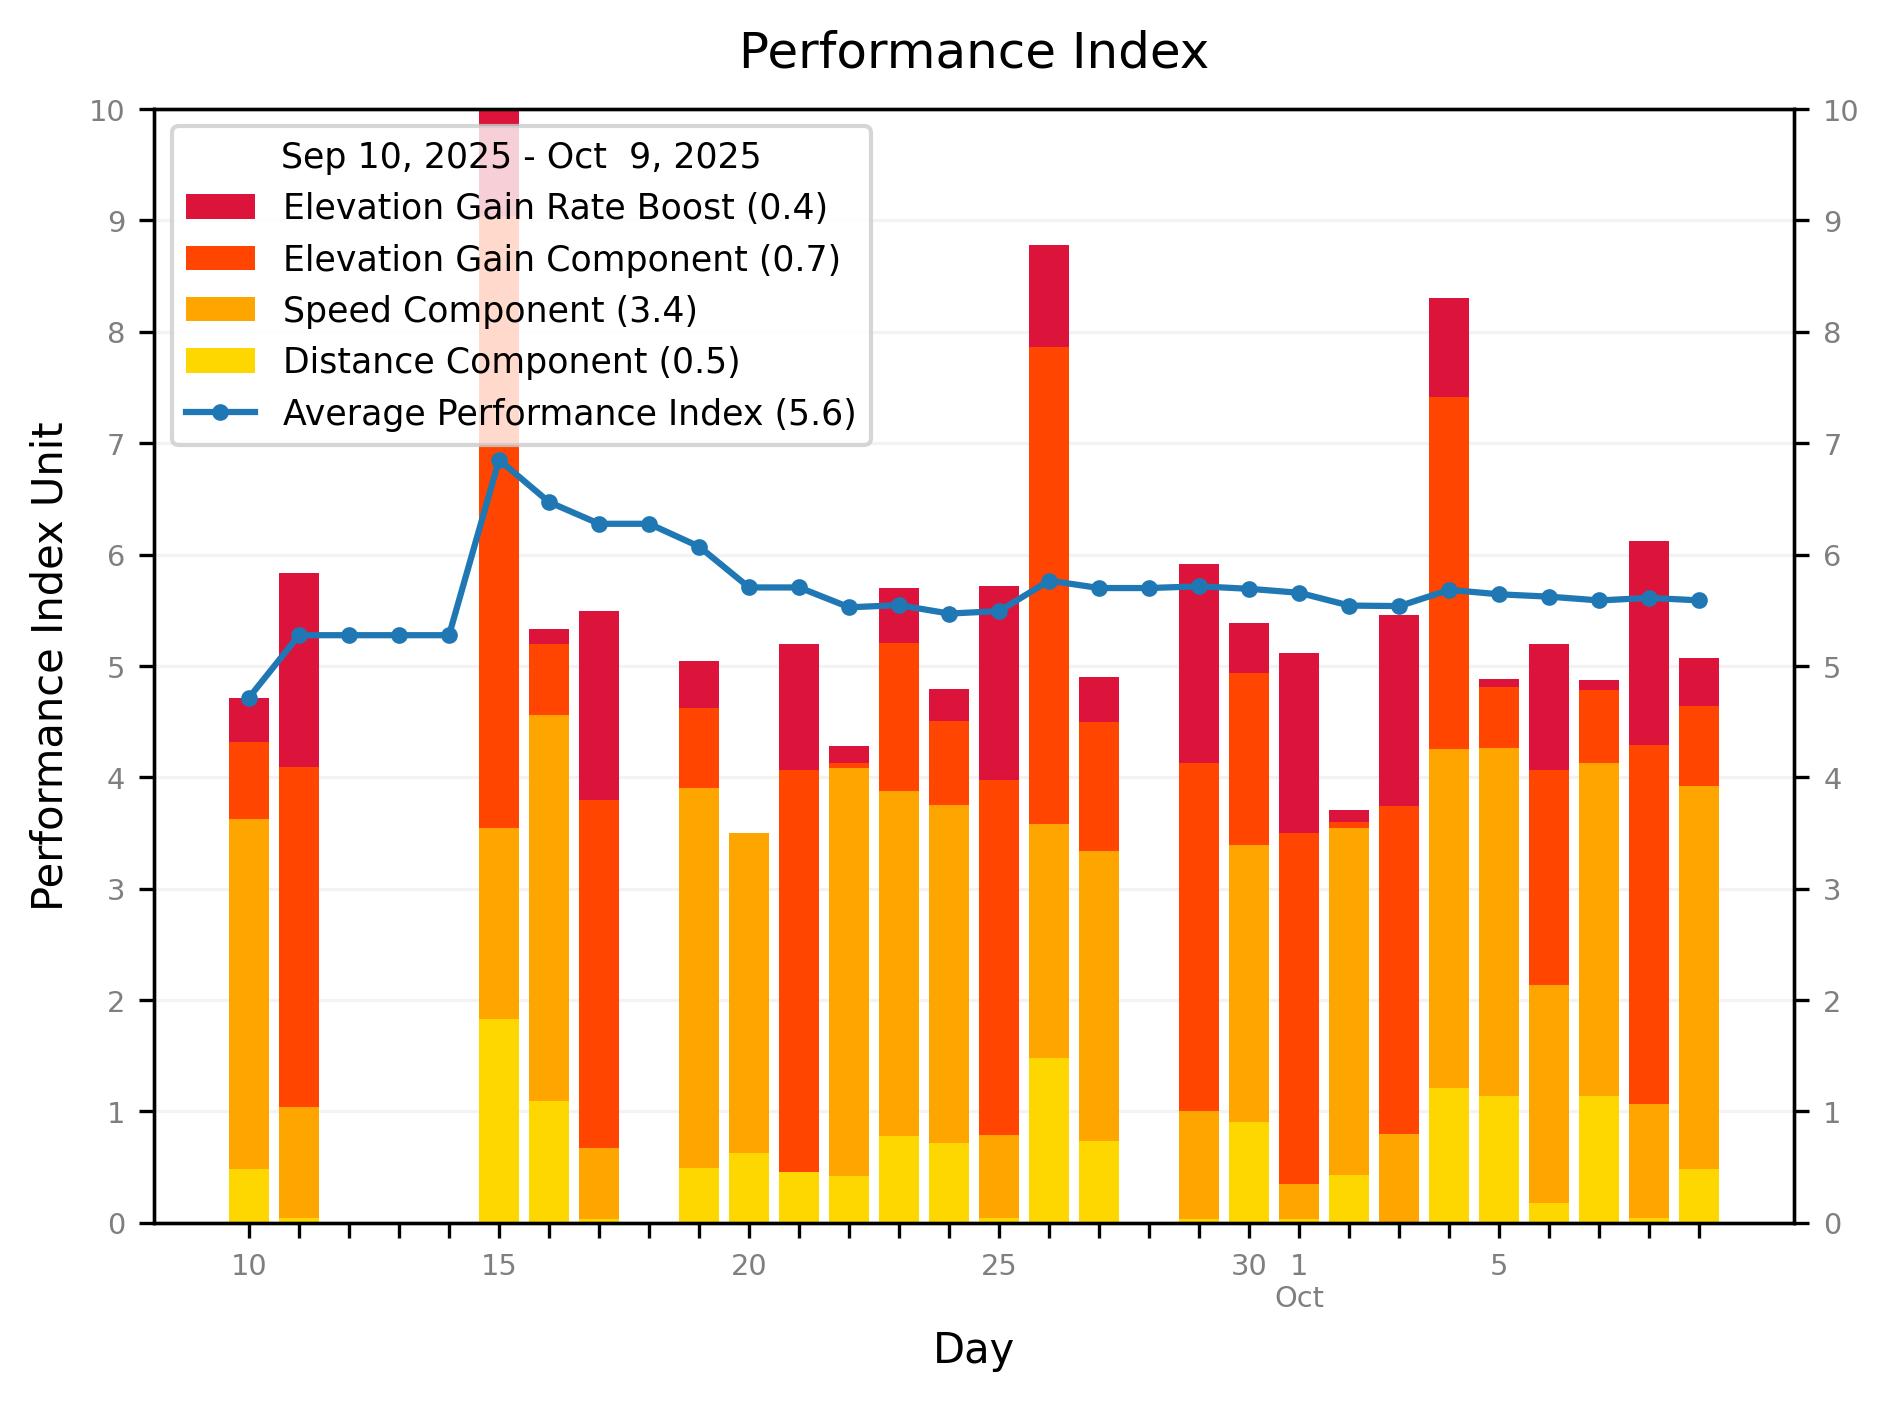 Performance Index
Sep 10, 2025 - Oct  9, 2025
Elevation Gain Rate Boost (0.4)
Elevation Gain Component (0.7)
Speed Component (3.4)
Distance Component (0.5)
Average Performance Index (5.6)
Performance Index Unit
10
9
8
7
6
5
4
3
2
1
0
10
9
8
7
6
5
4
3
2
1
0
10 15 20 25 30 1 5
Oct
Day